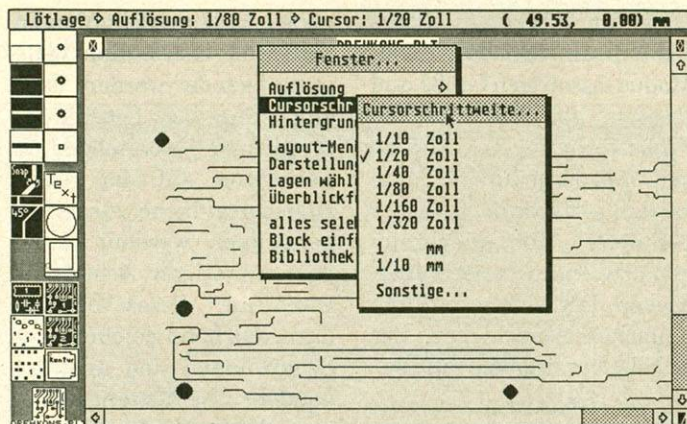 Lötlage ◇ Auflösung: 1/80 Zoll ◇ Cursor: 1/20 Zoll ( 49.53, 0.00) mm
Fenster...
Auflösung
Cursorschr
Hintergrun
Layout-Men
Darstellun
Lagen wähl
Überblickf
alles sele
Block einf
Bibliothek
Cursorschrittweite...
1/10 Zoll
✓ 1/20 Zoll
1/40 Zoll
1/80 Zoll
1/160 Zoll
1/320 Zoll
1 mm
1/10 mm
Sonstige...
Snap
Text
45°
KonTur